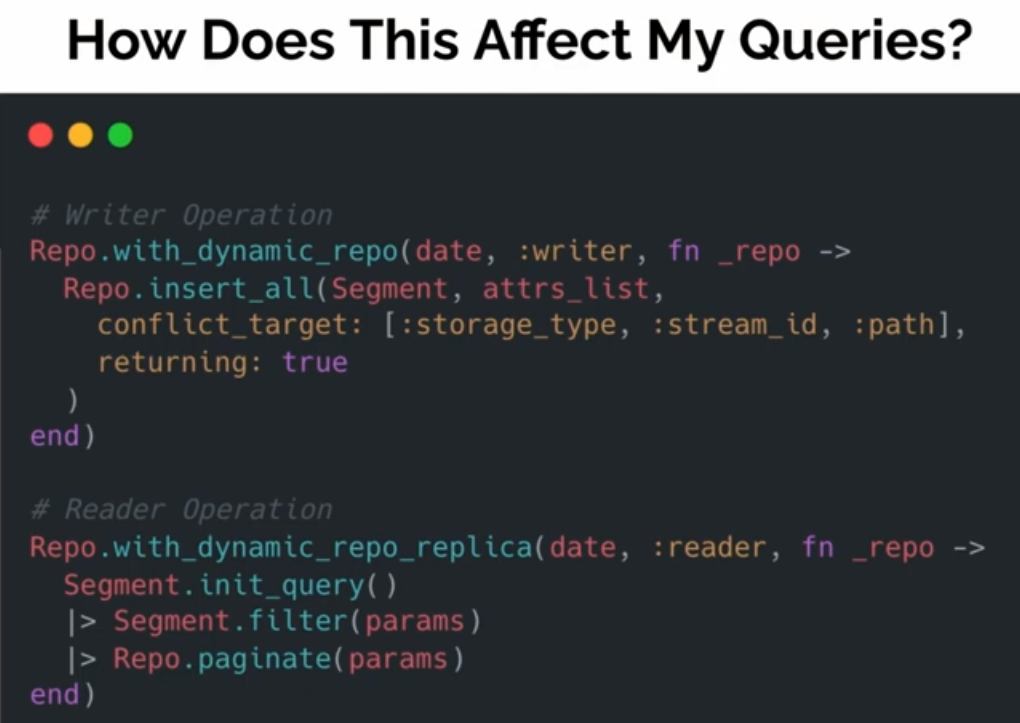 How Does This Affect My Queries?
# Writer Operation
Repo.with_dynamic_repo(date, :writer, fn _repo ->
  Repo.insert_all(Segment, attrs_list,
    conflict_target: [:storage_type, :stream_id, :path],
    returning: true
  )
end)
# Reader Operation
Repo.with_dynamic_repo_replica(date, :reader, fn _repo ->
  Segment.init_query()
  |> Segment.filter(params)
  |> Repo.paginate(params)
end)